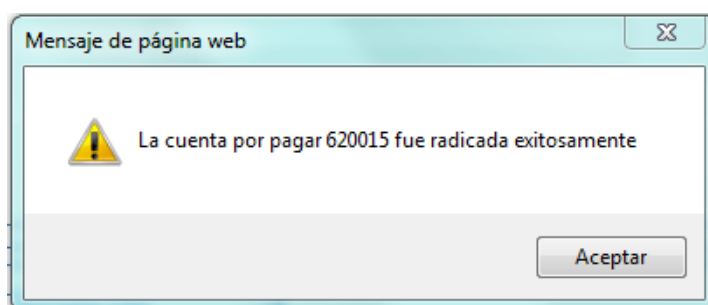 Mensaje de página web
La cuenta por pagar 620015 fue radicada exitosamente
Aceptar